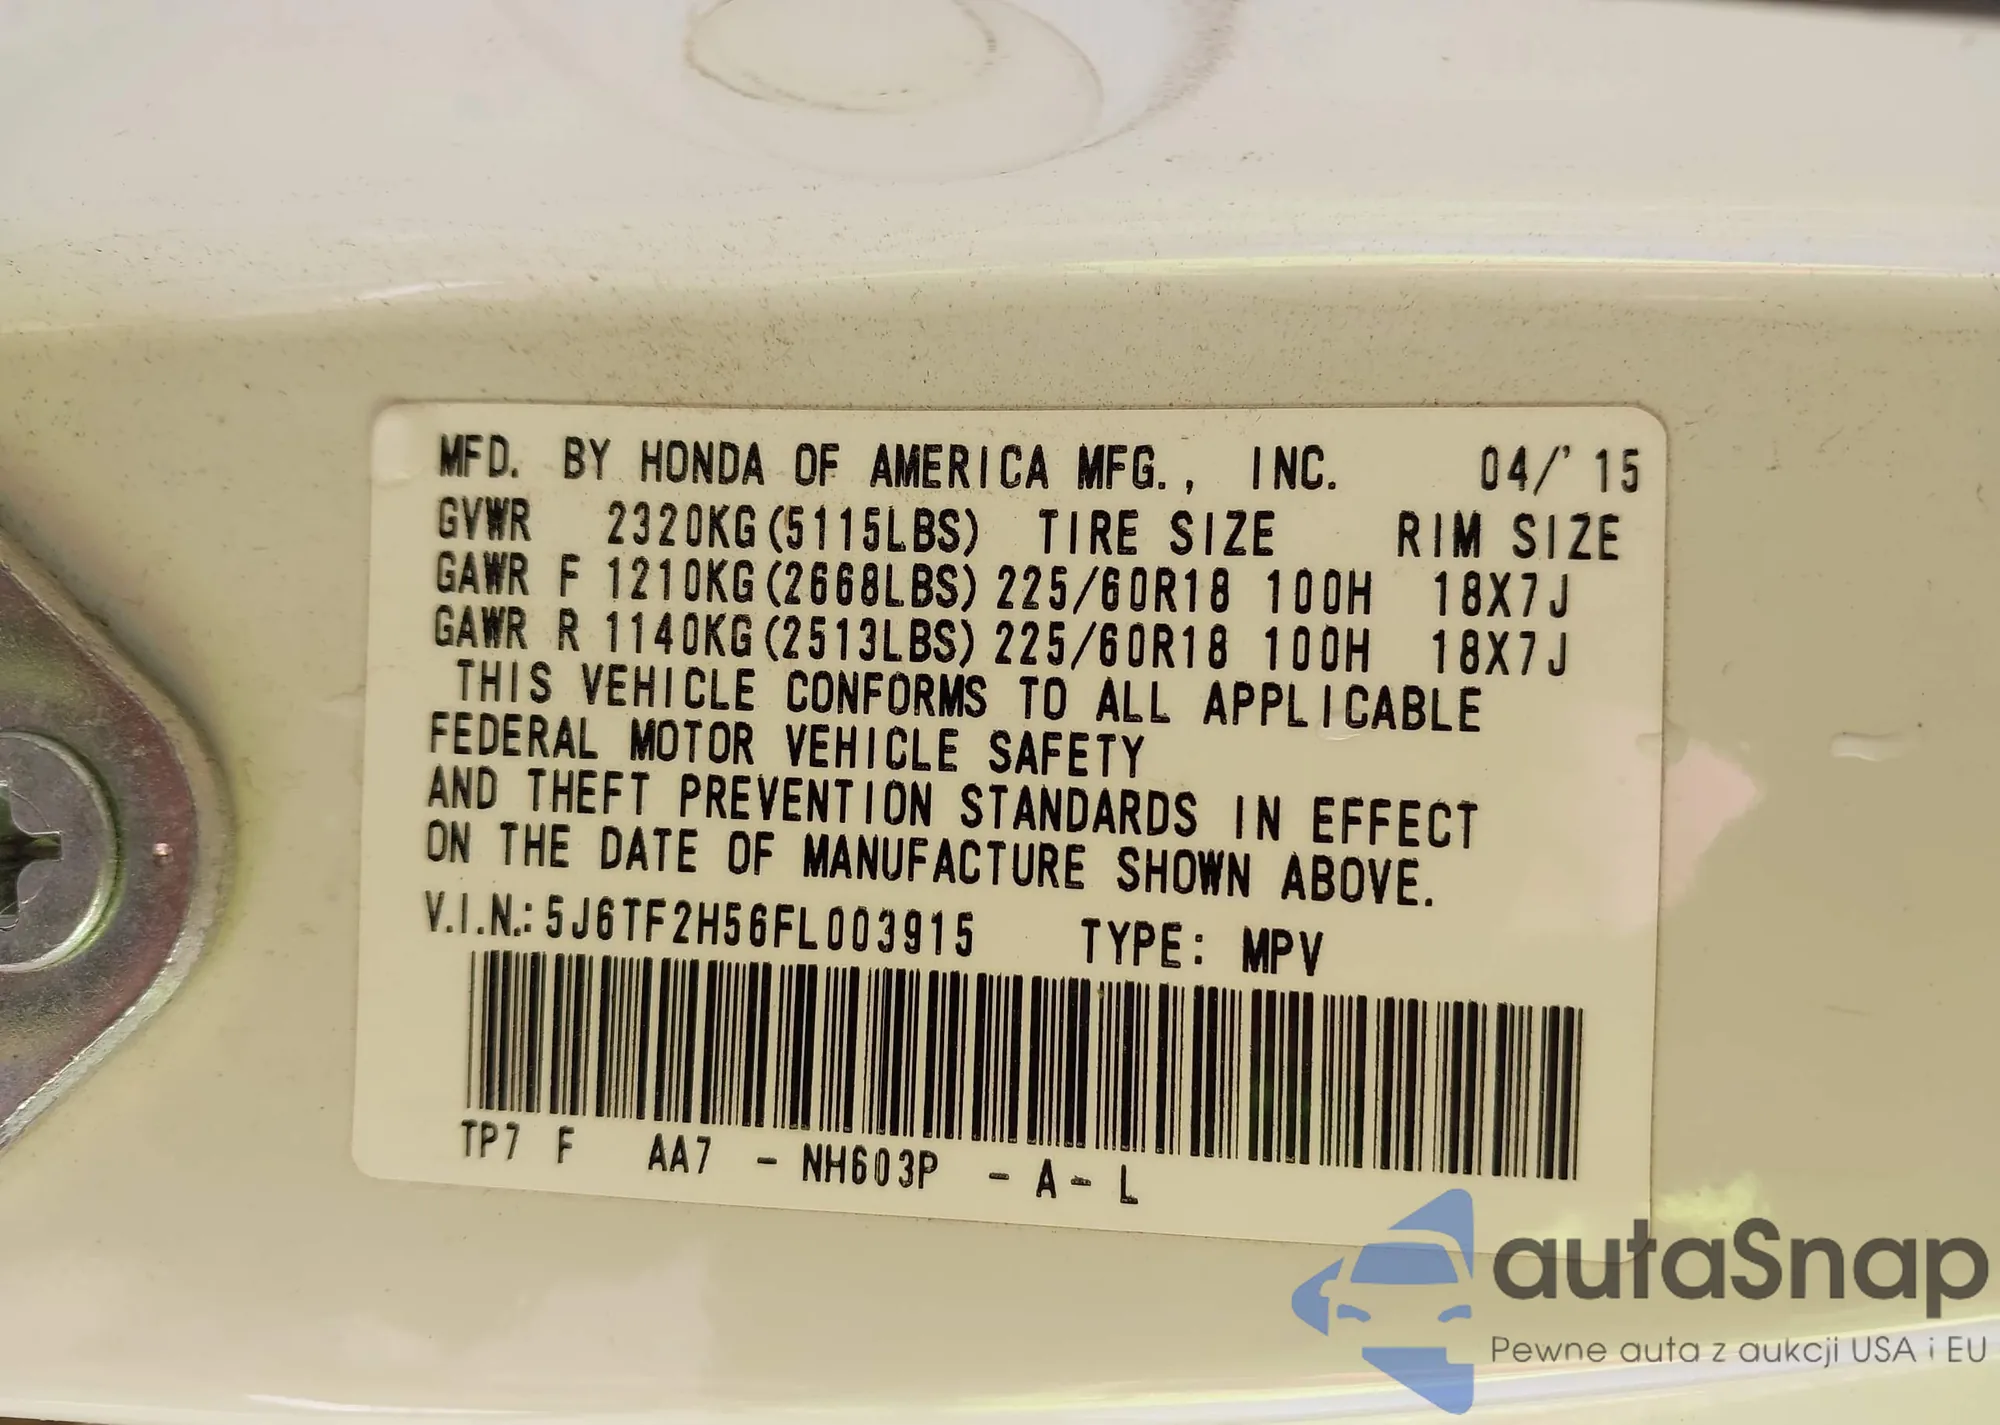 MFD. BY HONDA OF AMERICA MFG., INC. 04/'15
GVWR 2320KG(5115LBS) TIRE SIZE RIM SIZE
GAWR F 1210KG(2668LBS) 225/60R18 100H 18X7J
GAWR R 1140KG(2513LBS) 225/60R18 100H 18X7J
THIS VEHICLE CONFORMS TO ALL APPLICABLE
FEDERAL MOTOR VEHICLE SAFETY
AND THEFT PREVENTION STANDARDS IN EFFECT
ON THE DATE OF MANUFACTURE SHOWN ABOVE.
V.I.N.: 5J6TF2H56FL003915 TYPE: MPV
TP7 F AA7 - NH603P - A - L
autaSnap
Pewne auta z aukcji USA i EU